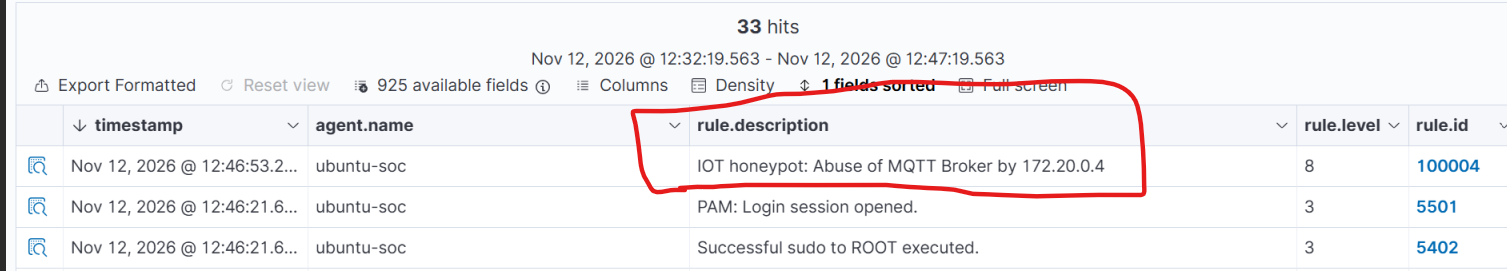 33 hits
Nov 12, 2026 @ 12:32:19.563 - Nov 12, 2026 @ 12:47:19.563
Export Formatted Reset view 925 available fields Columns Density 1 fields sorted Full screen
timestamp agent.name rule.description rule.level rule.id
Nov 12, 2026 @ 12:46:53.2... ubuntu-soc IOT honeypot: Abuse of MQTT Broker by 172.20.0.4 8 100004
Nov 12, 2026 @ 12:46:21.6... ubuntu-soc PAM: Login session opened. 3 5501
Nov 12, 2026 @ 12:46:21.6... ubuntu-soc Successful sudo to ROOT executed. 3 5402